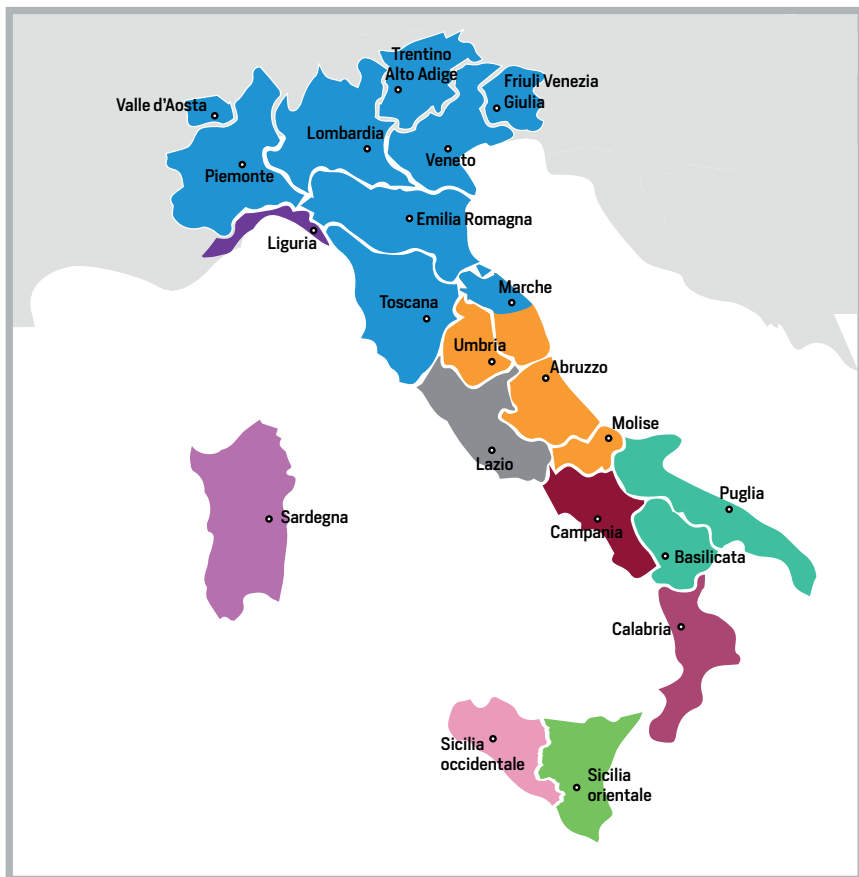 Trentino
Alto Adige
Friuli Venezia
Giulia
Valle d'Aosta
Lombardia
Veneto
Piemonte
Emilia Romagna
Liguria
Marche
Toscana
Umbria
Abruzzo
Molise
Lazio
Puglia
Sardegna
Campania
Basilicata
Calabria
Sicilia
occidentale
Sicilia
orientale